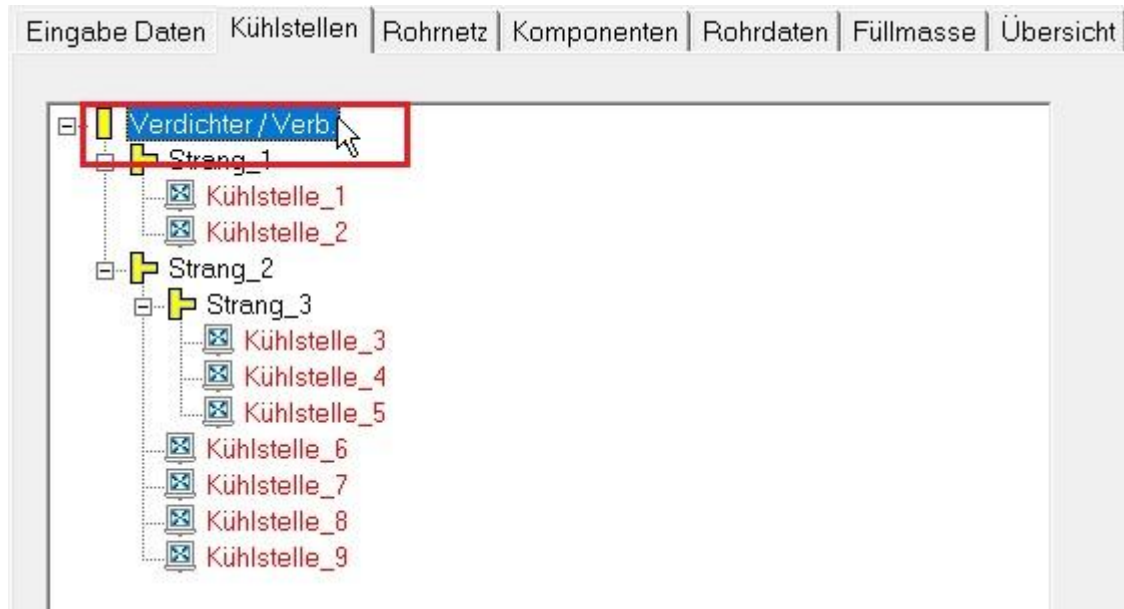 Eingabe Daten Kühlstellen Rohrnetz Komponenten Rohrdaten Füllmasse Übersicht
Verdichter / Verb.
Strang_1
Kühlstelle_1
Kühlstelle_2
Strang_2
Strang_3
Kühlstelle_3
Kühlstelle_4
Kühlstelle_5
Kühlstelle_6
Kühlstelle_7
Kühlstelle_8
Kühlstelle_9